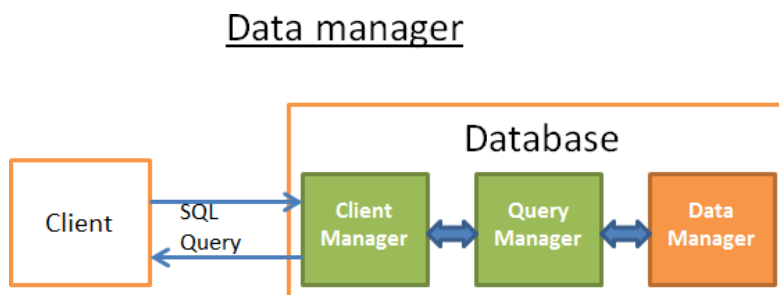 Data manager
Database
Client
SQL
Query
Client
Manager
Query
Manager
Data
Manager